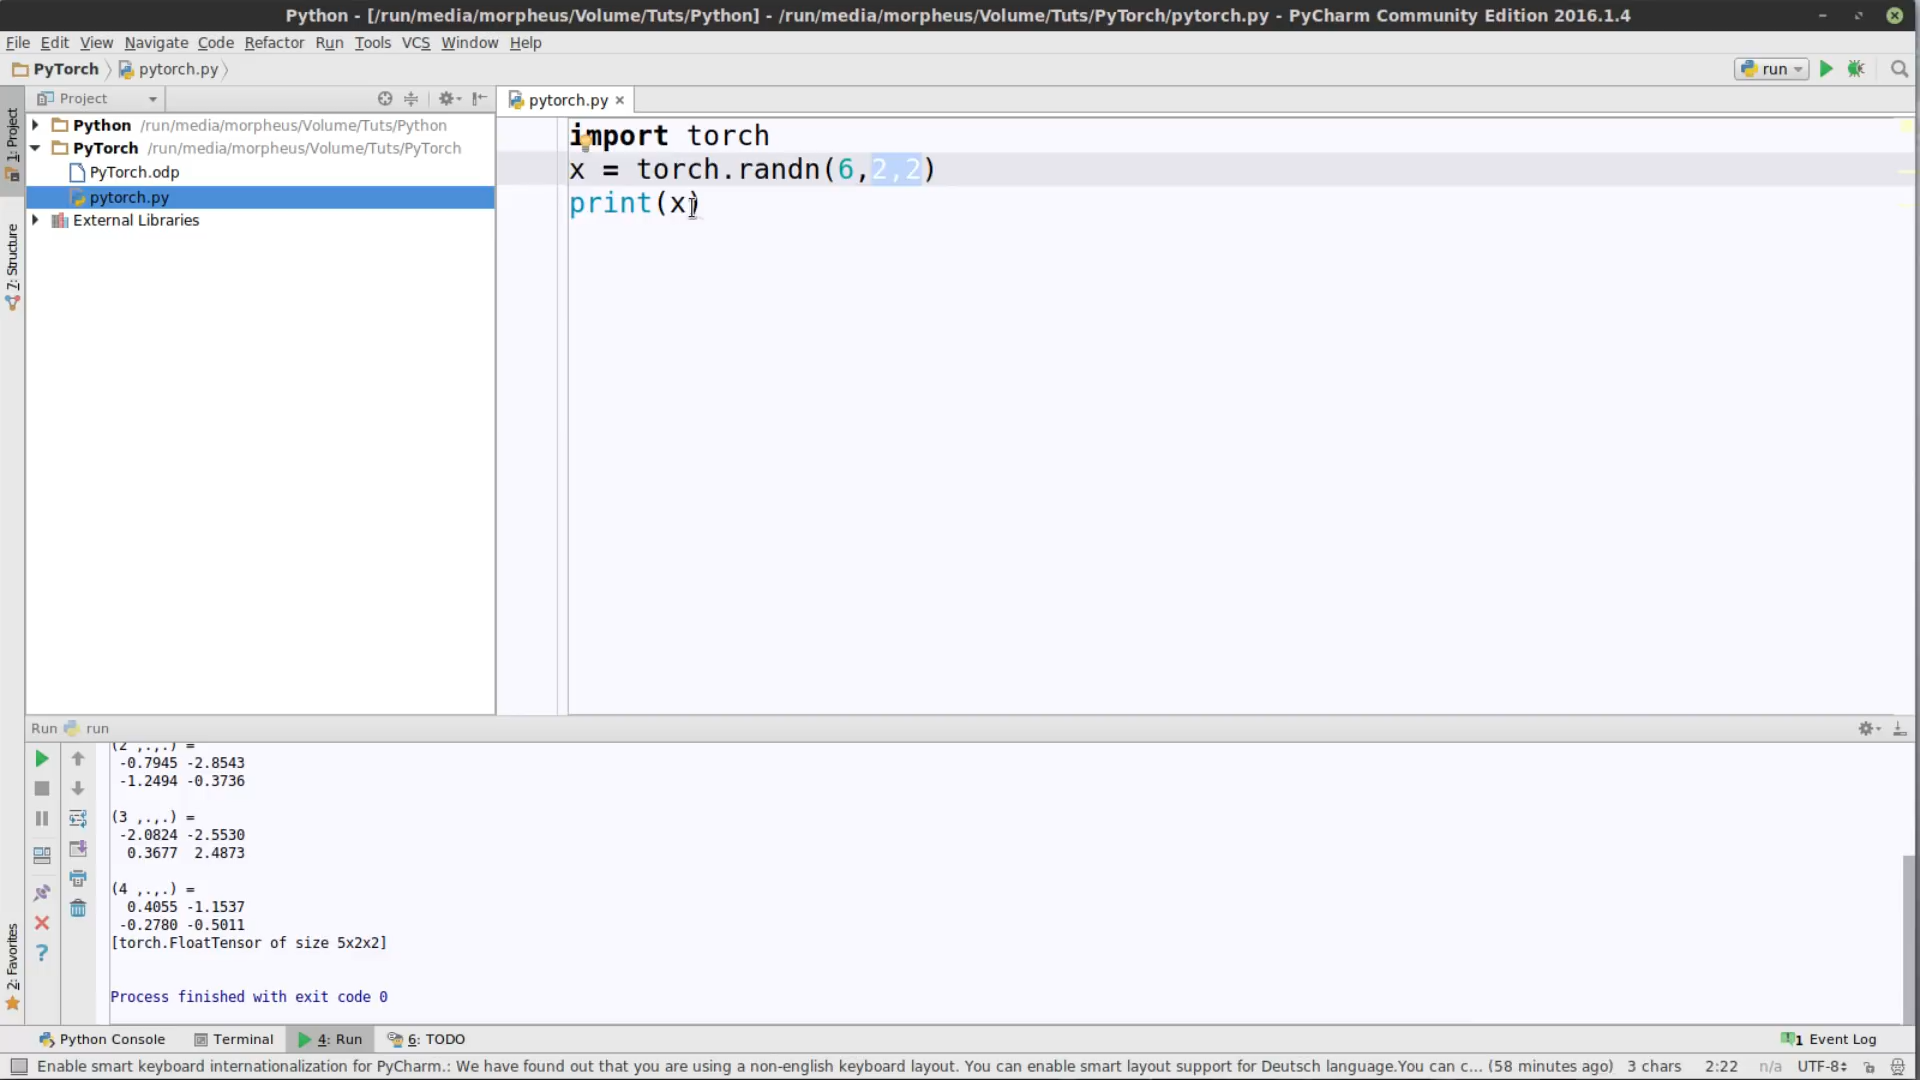 Python - [/run/media/morpheus/Volume/Tuts/Python] - /run/media/morpheus/Volume/Tuts/PyTorch/pytorch.py - PyCharm Community Edition 2016.1.4
File Edit View Navigate Code Refactor Run Tools VCS Window Help
PyTorch pytorch.py run
Project
pytorch.py
1: Project
7: Structure
2: Favorites
Python /run/media/morpheus/Volume/Tuts/Python
PyTorch /run/media/morpheus/Volume/Tuts/PyTorch
PyTorch.odp
pytorch.py
External Libraries
import torch
x = torch.randn(6,2,2)
print(x)
Run run
(2 ,.,.) =
-0.7945 -2.8543
-1.2494 -0.3736
(3 ,.,.) =
-2.0824 -2.5530
0.3677 2.4873
(4 ,.,.) =
0.4055 -1.1537
-0.2780 -0.5011
[torch.FloatTensor of size 5x2x2]
Process finished with exit code 0
Python Console Terminal 4: Run 6: TODO 1 Event Log
Enable smart keyboard internationalization for PyCharm.: We have found out that you are using a non-english keyboard layout. You can enable smart layout support for Deutsch language.You can c... (58 minutes ago) 3 chars 2:22 n/a UTF-8